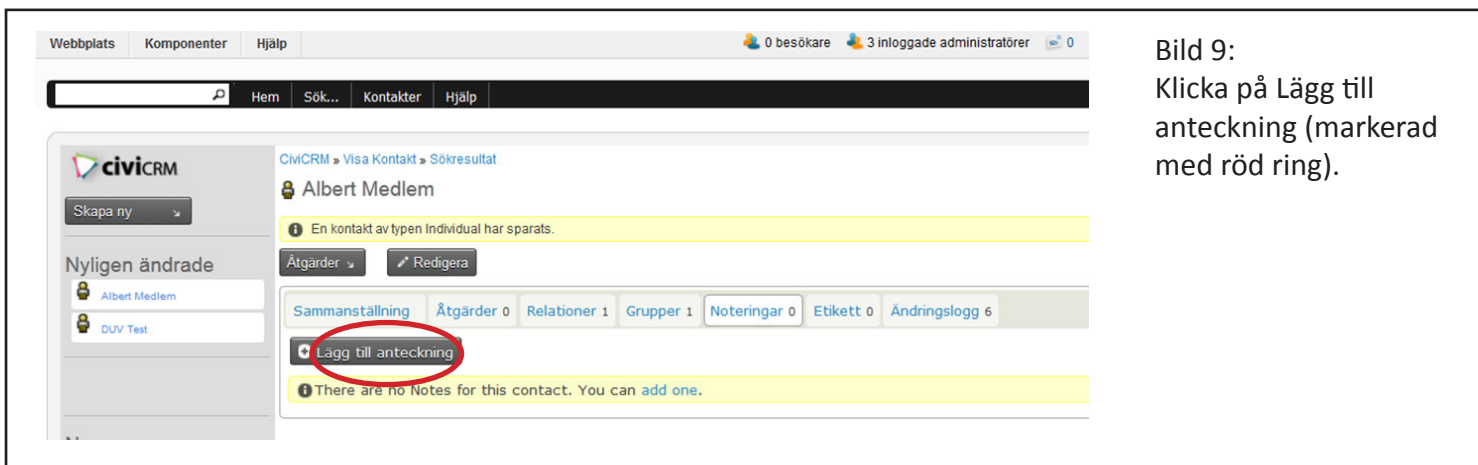 Webbplats Komponenter Hjälp 0 besökare 3 inloggade administratörer 0
Hem Sök... Kontakter Hjälp
civiCRM
Skapa ny
Nyligen ändrade
Albert Medlem
DUV Test
CiviCRM » Visa Kontakt » Sökresultat
Albert Medlem
En kontakt av typen Individual har sparats.
Åtgärder Redigera
Sammanställning Åtgärder 0 Relationer 1 Grupper 1 Noteringar 0 Etikett 0 Ändringslogg 6
Lägg till anteckning
There are no Notes for this contact. You can add one.
Bild 9:
Klicka på Lägg till
anteckning (markerad
med röd ring).